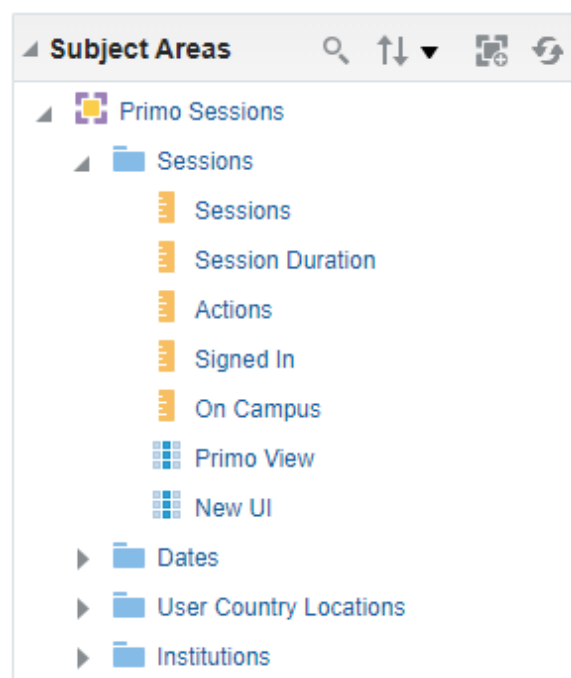 Subject Areas
Primo Sessions
Sessions
Sessions
Session Duration
Actions
Signed In
On Campus
Primo View
New UI
Dates
User Country Locations
Institutions